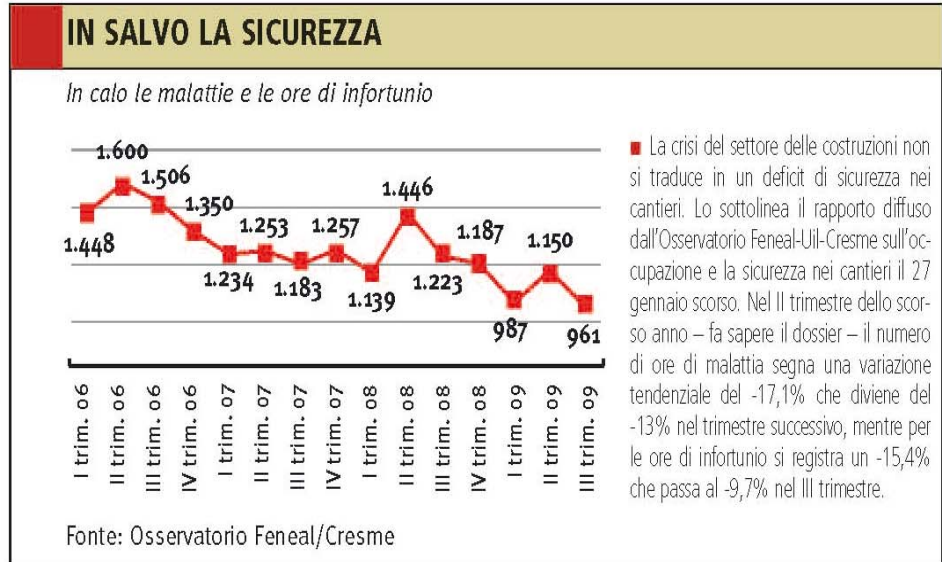 IN SALVO LA SICUREZZA
In calo le malattie e le ore di infortunio
1.448
1.600
1.506
1.350
1.234
1.253
1.183
1.257
1.139
1.446
1.223
1.187
987
1.150
961
I trim. 06
II trim. 06
III trim. 06
IV trim. 06
I trim. 07
II trim. 07
III trim. 07
IV trim. 07
I trim. 08
II trim. 08
III trim. 08
IV trim. 08
I trim. 09
II trim. 09
III trim. 09
Fonte: Osservatorio Feneal/Cresme
La crisi del settore delle costruzioni non
si traduce in un deficit di sicurezza nei
cantieri. Lo sottolinea il rapporto diffuso
dall'Osservatorio Feneal-Uil-Cresme sull'oc-
cupazione e la sicurezza nei cantieri il 27
gennaio scorso. Nel II trimestre dello scor-
so anno – fa sapere il dossier – il numero
di ore di malattia segna una variazione
tendenziale del -17,1% che diviene del
-13% nel trimestre successivo, mentre per
le ore di infortunio si registra un -15,4%
che passa al -9,7% nel III trimestre.